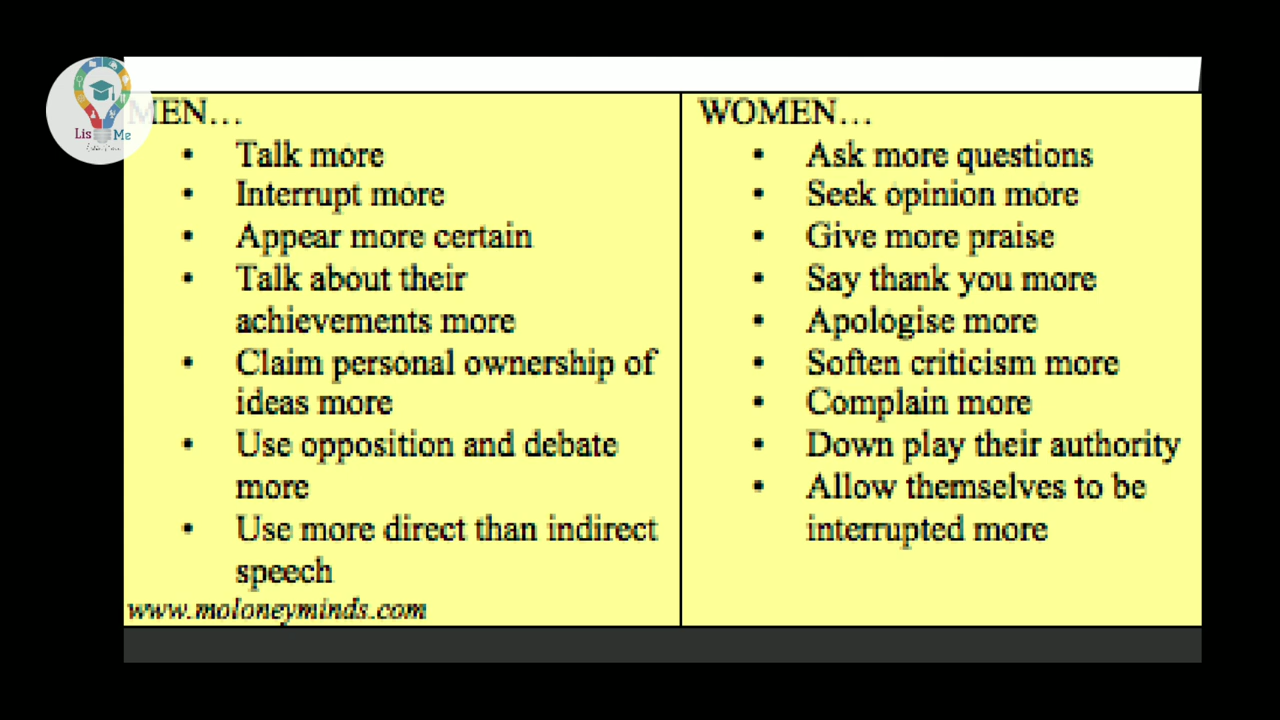 Lis Me
MEN...
• Talk more
• Interrupt more
• Appear more certain
• Talk about their
achievements more
• Claim personal ownership of
ideas more
• Use opposition and debate
more
• Use more direct than indirect
speech
www.moloneyminds.com
WOMEN...
• Ask more questions
• Seek opinion more
• Give more praise
• Say thank you more
• Apologise more
• Soften criticism more
• Complain more
• Down play their authority
• Allow themselves to be
interrupted more